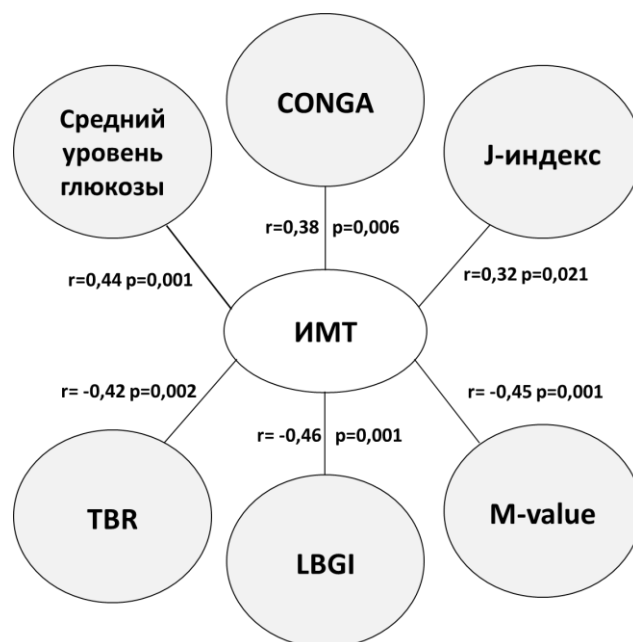 CONGA
Средний
уровень
глюкозы
J-индекс
r=0,38 p=0,006
r=0,44 p=0,001
r=0,32 p=0,021
ИМТ
r= -0,42 p=0,002
r= -0,46 p=0,001
r= -0,45 p=0,001
TBR
LBGI
M-value